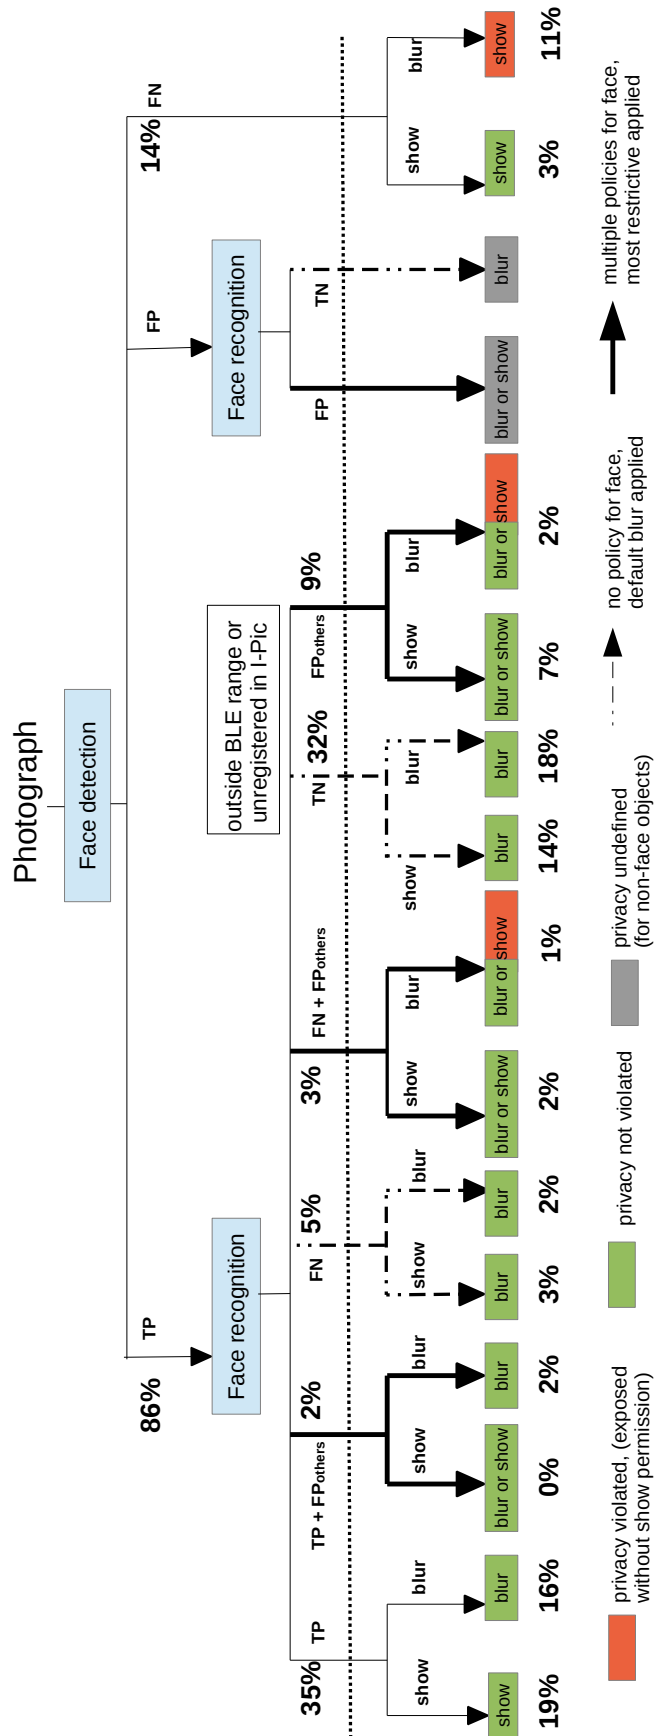 Photograph
Face detection
86%
TP
FP
14%
FN
Face recognition
Face recognition
outside BLE range or
unregistered in I-Pic
35%
TP
TP + FPothers
2%
FN
5%
3%
FN + FPothers
TN
32%
FPothers
9%
FP
TN
show
blur
show
blur
show
blur
show
blur
show
blur
show
blur
show
blur
show
blur
blur or show
blur
blur
blur
blur or show
blur or show
blur
blur
blur or show
blur or show
blur or show
blur
show
show
19%
16%
0%
2%
3%
2%
2%
1%
14%
18%
7%
2%
3%
11%
privacy violated, (exposed
without show permission
privacy not violated
privacy undefined
(for non-face objects)
no policy for face,
default blur applied
multiple policies for face,
most restrictive applied